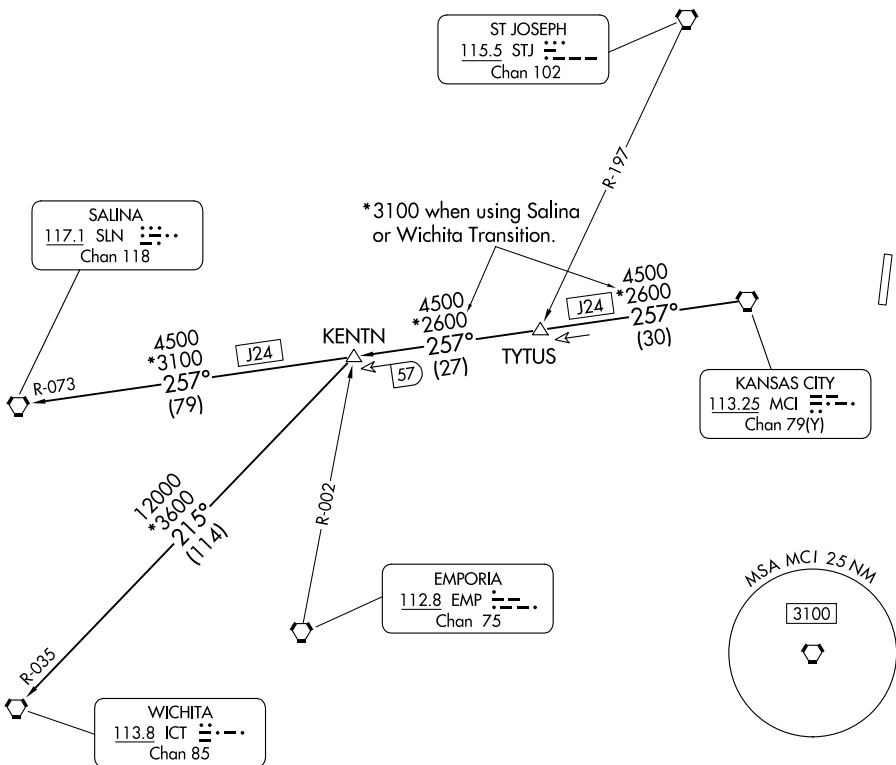 ST JOSEPH
115.5 STJ
Chan 102
R-197
SALINA
117.1 SLN
Chan 118
*3100 when using Salina
or Wichita Transition.
4500
*2600
J24
257°
(30)
4500
*2600
257°
(27)
TYTUS
KENTN
57
4500
*3100
J24
257°
(79)
R-073
KANSAS CITY
113.25 MCI
Chan 79(Y)
12000
*3600
215°
(114)
R-002
R-035
EMPORIA
112.8 EMP
Chan 75
MSA MCI 25 NM
3100
WICHITA
113.8 ICT
Chan 85